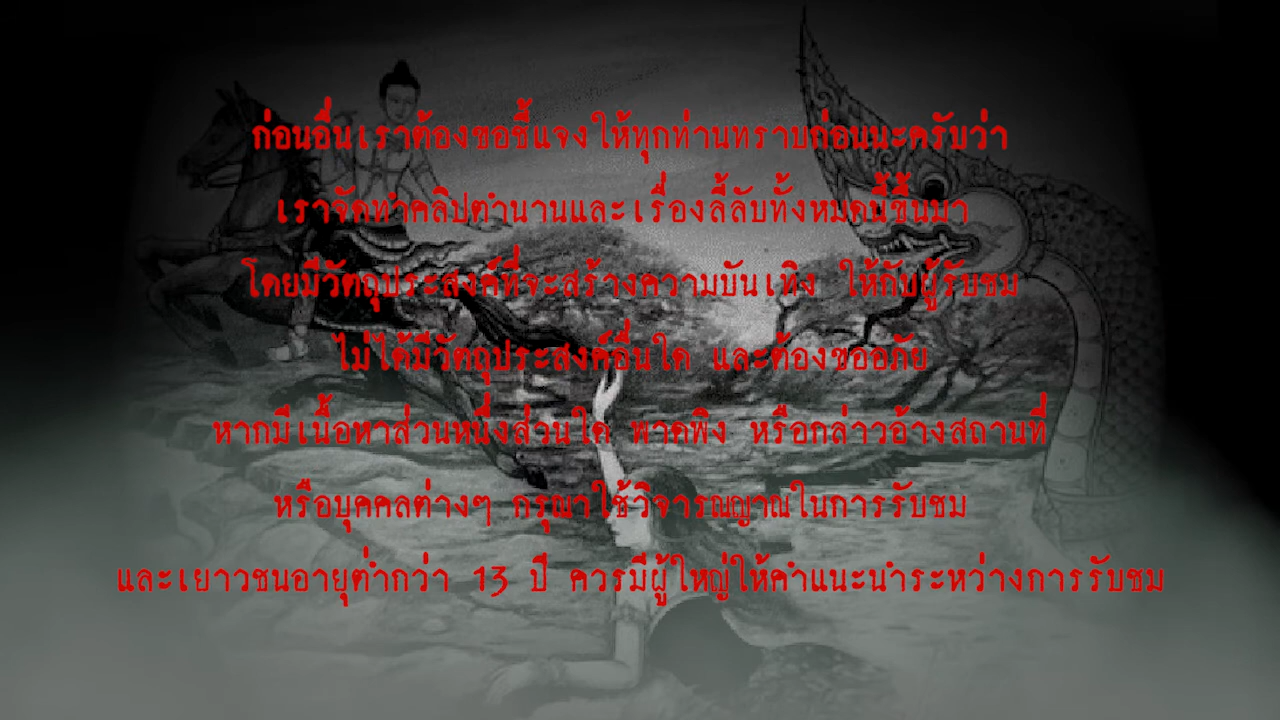 ก่อนอื่นเราต้องขอชี้แจงให้ทุกท่านทราบก่อนนะครับว่า
เราจัดทำคลิปตำนานและเรื่องลี้ลับทั้งหมดนี้ขึ้นมา
โดยมีวัตถุประสงค์ที่จะสร้างความบันเทิง ให้กับผู้รับชม
ไม่ได้มีวัตถุประสงค์อื่นใด และต้องขออภัย
หากมีเนื้อหาส่วนหนึ่งส่วนใด พาดพิง หรือกล่าวอ้างสถานที่
หรือบุคคลต่างๆ กรุณาใช้วิจารณญาณในการรับชม
และเยาวชนอายุต่ำกว่า 13 ปี ควรมีผู้ใหญ่ให้คำแนะนำระหว่างการรับชม